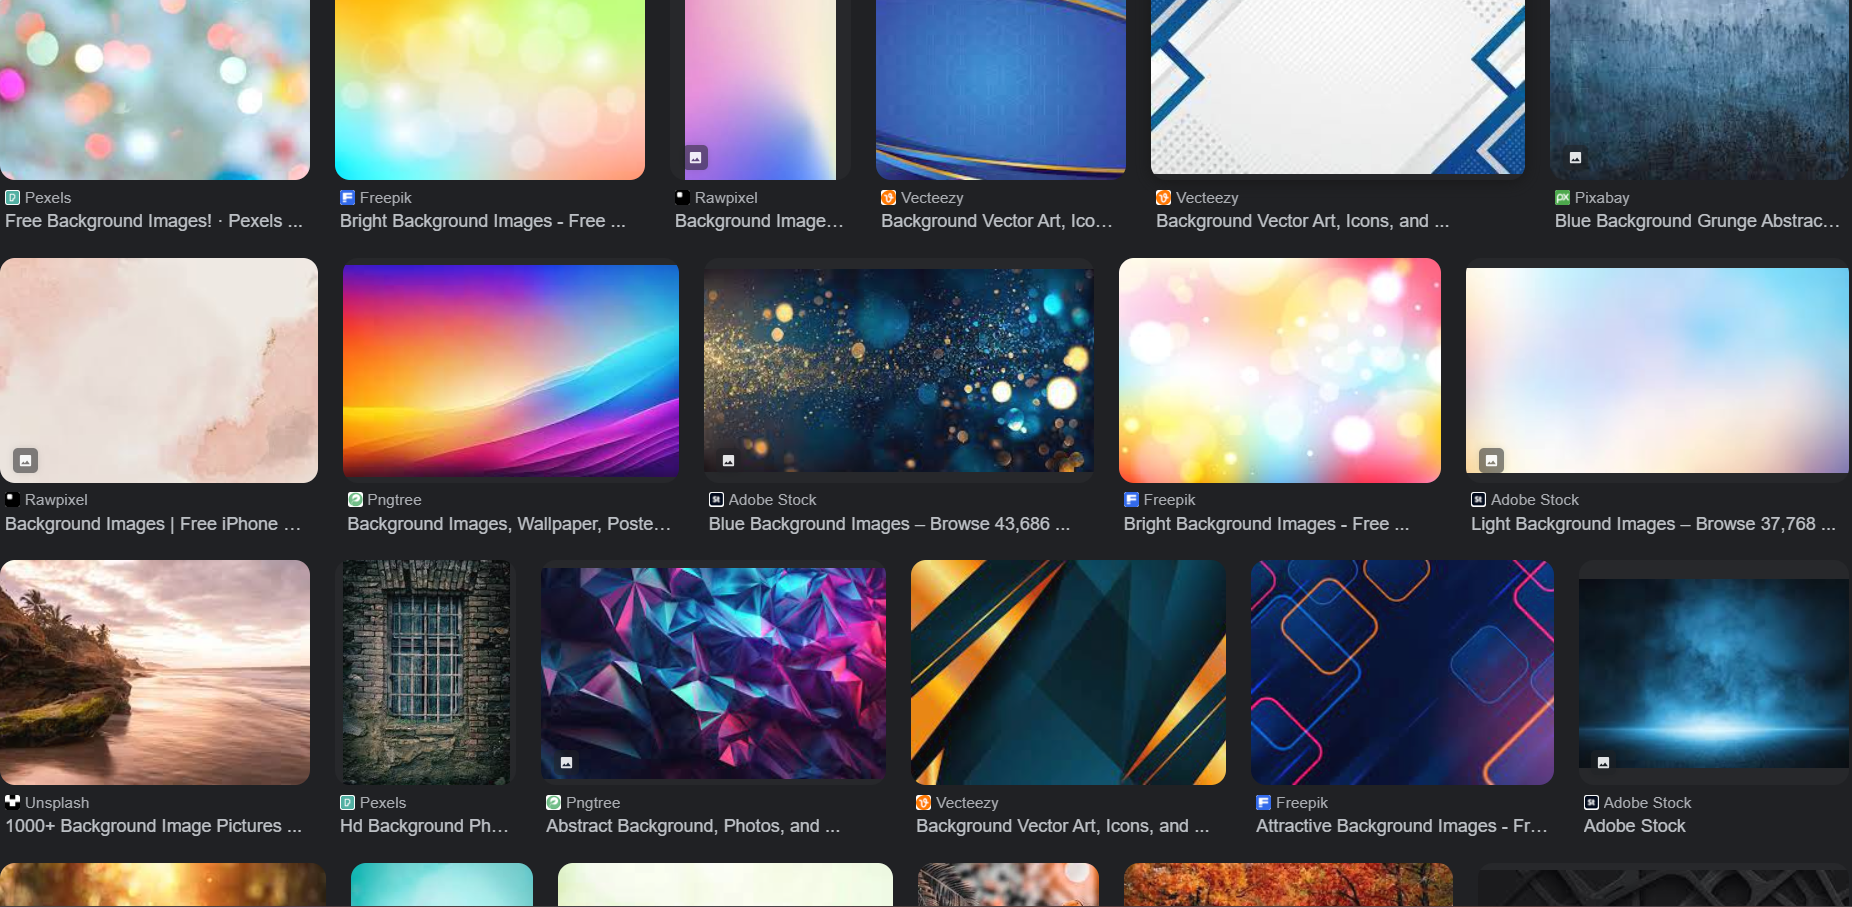 Pexels
Free Background Images! · Pexels ...
Freepik
Bright Background Images - Free ...
Rawpixel
Background Image...
Vecteezy
Background Vector Art, Ico...
Vecteezy
Background Vector Art, Icons, and ...
Pixabay
Blue Background Grunge Abstrac...
Rawpixel
Background Images | Free iPhone ...
Pngtree
Background Images, Wallpaper, Poste...
Adobe Stock
Blue Background Images – Browse 43,686 ...
Freepik
Bright Background Images - Free ...
Adobe Stock
Light Background Images – Browse 37,768 ...
Unsplash
1000+ Background Image Pictures ...
Pexels
Hd Background Ph...
Pngtree
Abstract Background, Photos, and ...
Vecteezy
Background Vector Art, Icons, and ...
Freepik
Attractive Background Images - Fr...
Adobe Stock
Adobe Stock